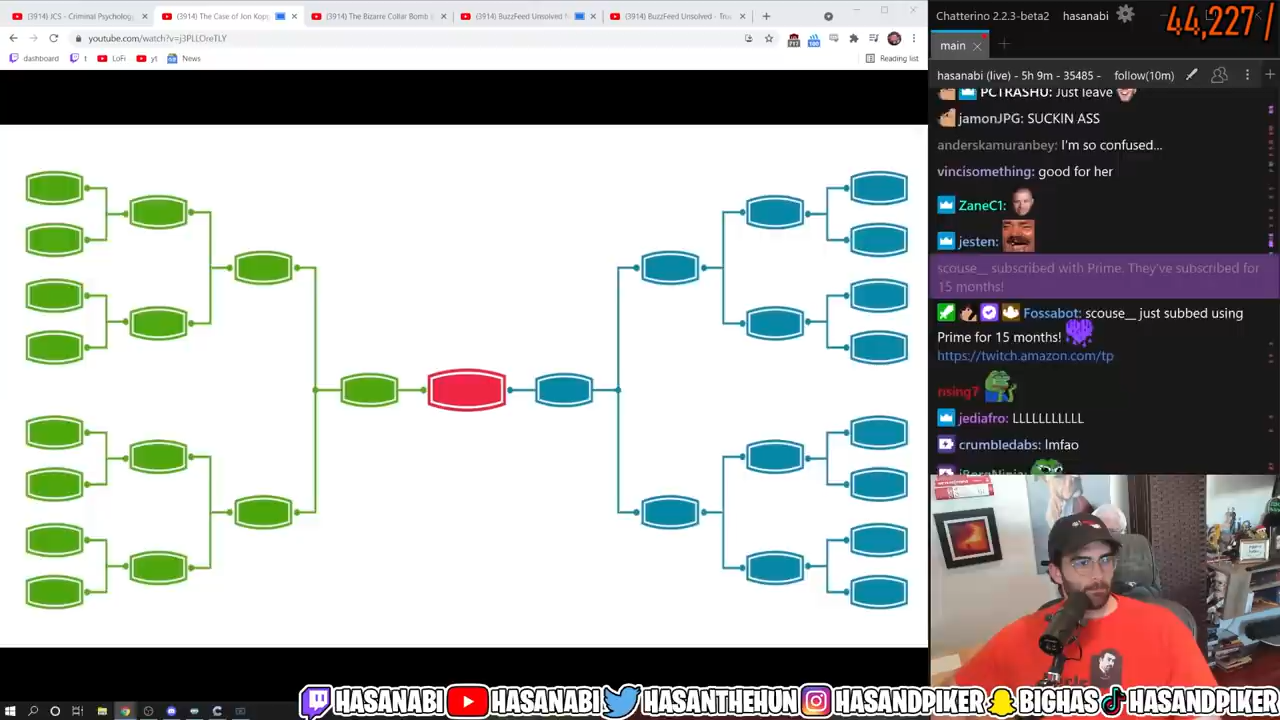 (3914) JCS - Criminal Psycholog
(3914) The Case of Jon Kopp
(3914) The Bizarre Collar Bomb
(3914) BuzzFeed Unsolved
(3914) BuzzFeed Unsolved - Tru
youtube.com/watch?v=j3PLLOreTLY
dashboard
t
LoFi
yt
News
Reading list
Chatterino 2.2.3-beta2
hasanabi
44,227 /
main
hasanabi (live) - 5h 9m - 35485 -
follow(10m)
PCTRASHU: Just leave
jamonJPG: SUCKIN ASS
anderskamuranbey: I'm so confused...
vincisomething: good for her
ZaneC1:
jesten:
scouse__ subscribed with Prime. They've subscribed for
15 months!
Fossabot: scouse__ just subbed using
Prime for 15 months!
https://twitch.amazon.com/tp
rising7
jediafro: LLLLLLLLLLL
crumbledabs: lmfao
HASANABI
HASANABI
HASANTHEHUN
HASANDPIKER
BIGHAS
HASANDPIKER